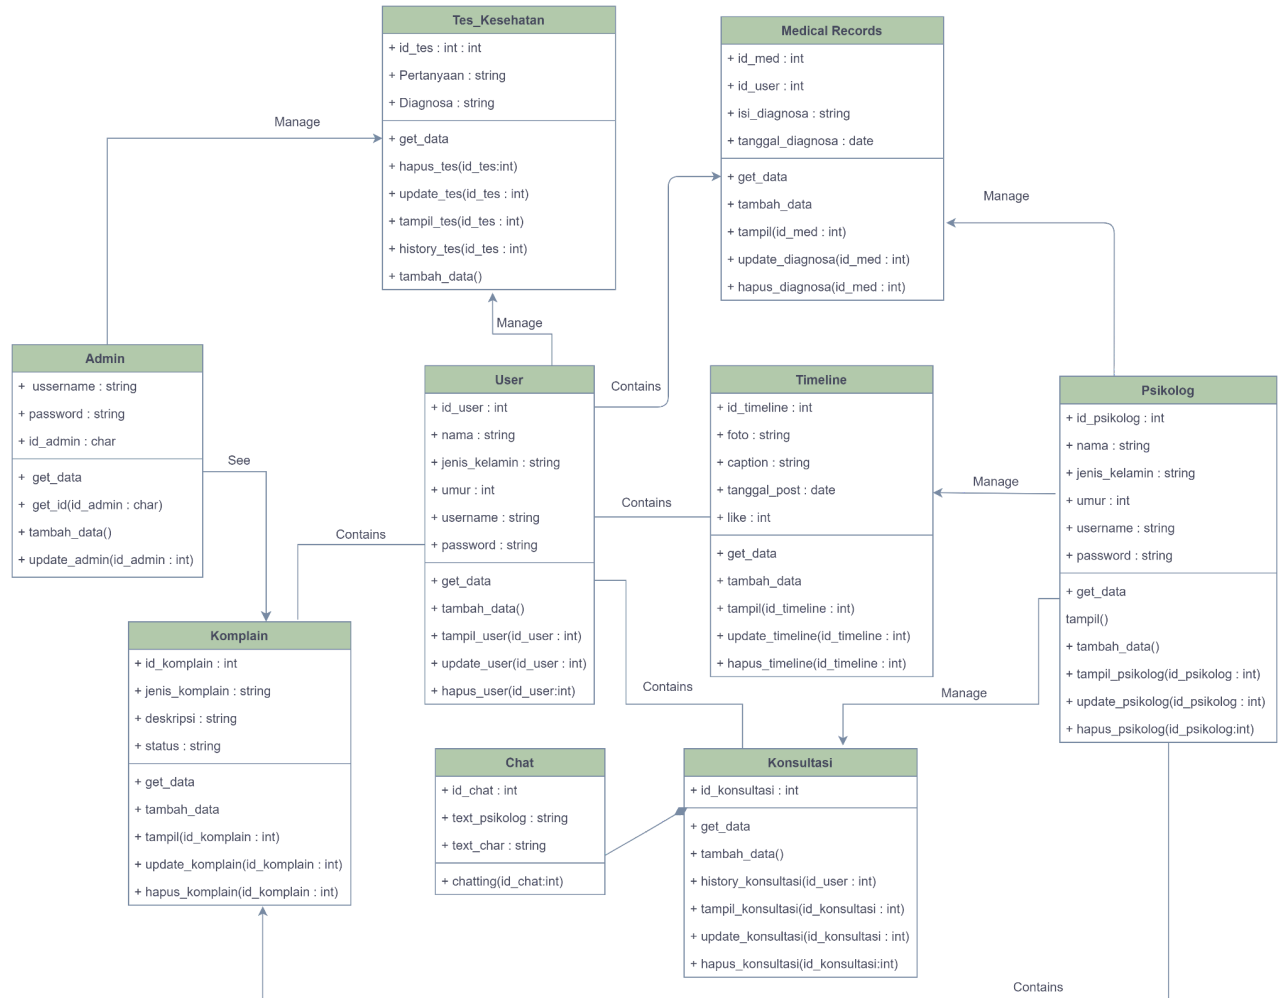 Tes_Kesehatan
+ id_tes : int : int
+ Pertanyaan : string
+ Diagnosa : string
+ get_data
+ hapus_tes(id_tes:int)
+ update_tes(id_tes : int)
+ tampil_tes(id_tes : int)
+ history_tes(id_tes : int)
+ tambah_data()
Medical Records
+ id_med : int
+ id_user : int
+ isi_diagnosa : string
+ tanggal_diagnosa : date
+ get_data
+ tambah_data
+ tampil(id_med : int)
+ update_diagnosa(id_med : int)
+ hapus_diagnosa(id_med : int)
Manage
Manage
Manage
Admin
+ ussername : string
+ password : string
+ id_admin : char
+ get_data
+ get_id(id_admin : char)
+ tambah_data()
+ update_admin(id_admin : int)
See
Contains
User
+ id_user : int
+ nama : string
+ jenis_kelamin : string
+ umur : int
+ username : string
+ password : string
+ get_data
+ tambah_data()
+ tampil_user(id_user : int)
+ update_user(id_user : int)
+ hapus_user(id_user:int)
Contains
Contains
Timeline
+ id_timeline : int
+ foto : string
+ caption : string
+ tanggal_post : date
+ like : int
+ get_data
+ tambah_data
+ tampil(id_timeline : int)
+ update_timeline(id_timeline : int)
+ hapus_timeline(id_timeline : int)
Manage
Psikolog
+ id_psikolog : int
+ nama : string
+ jenis_kelamin : string
+ umur : int
+ username : string
+ password : string
+ get_data
tampil()
+ tambah_data()
+ tampil_psikolog(id_psikolog : int)
+ update_psikolog(id_psikolog : int)
+ hapus_psikolog(id_psikolog:int)
Komplain
+ id_komplain : int
+ jenis_komplain : string
+ deskripsi : string
+ status : string
+ get_data
+ tambah_data
+ tampil(id_komplain : int)
+ update_komplain(id_komplain : int)
+ hapus_komplain(id_komplain : int)
Contains
Manage
Chat
+ id_chat : int
+ text_psikolog : string
+ text_char : string
+ chatting(id_chat:int)
Konsultasi
+ id_konsultasi : int
+ get_data
+ tambah_data()
+ history_konsultasi(id_user : int)
+ tampil_konsultasi(id_konsultasi : int)
+ update_konsultasi(id_konsultasi : int)
+ hapus_konsultasi(id_konsultasi:int)
Contains